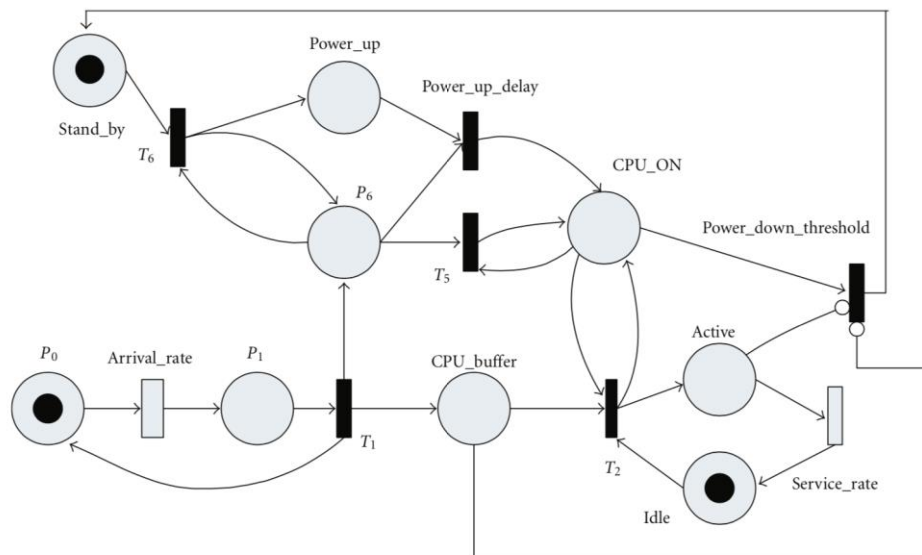 Power_up
Stand_by
Power_up_delay
T6
CPU_ON
P6
Power_down_threshold
T5
P0
Arrival_rate
P1
CPU_buffer
Active
T1
T2
Service_rate
Idle